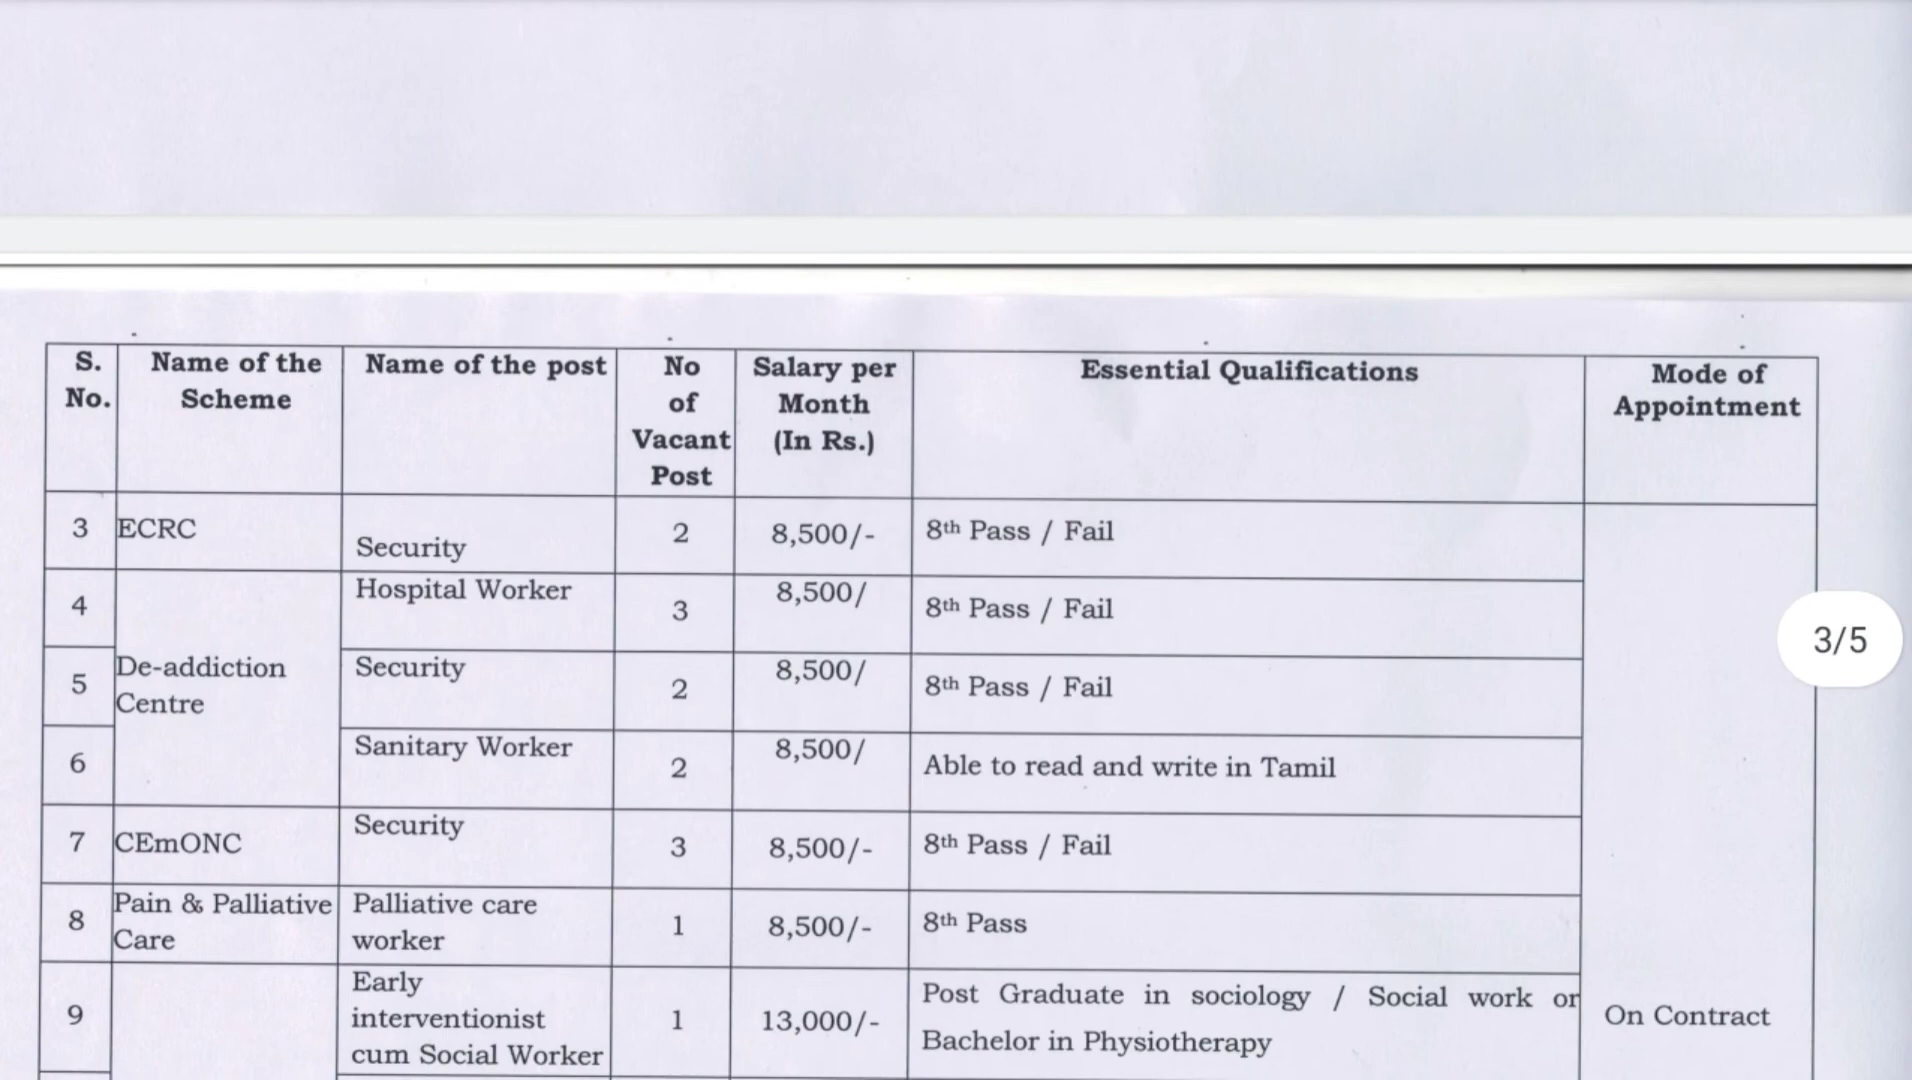 S. No.
Name of the Scheme
Name of the post
No of Vacant Post
Salary per Month (In Rs.)
Essential Qualifications
Mode of Appointment
3
ECRC
Security
2
8,500/-
8th Pass / Fail
4
Hospital Worker
3
8,500/
8th Pass / Fail
De-addiction
Centre
5
Security
2
8,500/
8th Pass / Fail
6
Sanitary Worker
2
8,500/
Able to read and write in Tamil
7
CEmONC
Security
3
8,500/-
8th Pass / Fail
8
Pain & Palliative
Care
Palliative care
worker
1
8,500/-
8th Pass
9
Early
interventionist
cum Social Worker
1
13,000/-
Post Graduate in sociology / Social work or
Bachelor in Physiotherapy
On Contract
3/5